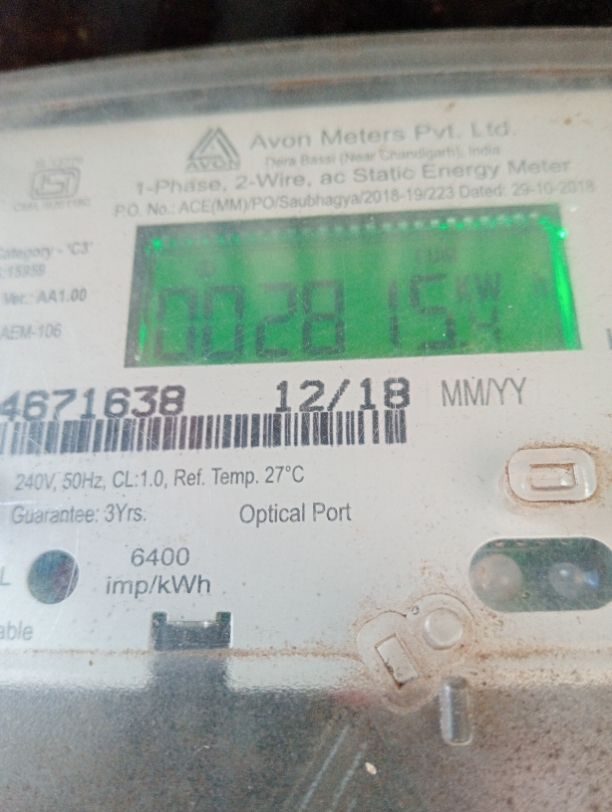 AVON
Avon Meters Pvt. Ltd.
Dera Bassi (Near Chandigarh), India
1-Phase, 2-Wire, ac Static Energy Meter
P.O. No.: ACE(MM)/PO/Saubhagya/2018-19/223 Dated: 29-10-2018
Category - 'C3'
:15959
Ver.: AA1.00
AEM-106
CUM
002815 KW
4671638 12/18 MM/YY
240V, 50Hz, CL:1.0, Ref. Temp. 27°C
Guarantee: 3Yrs. Optical Port
6400
imp/kWh